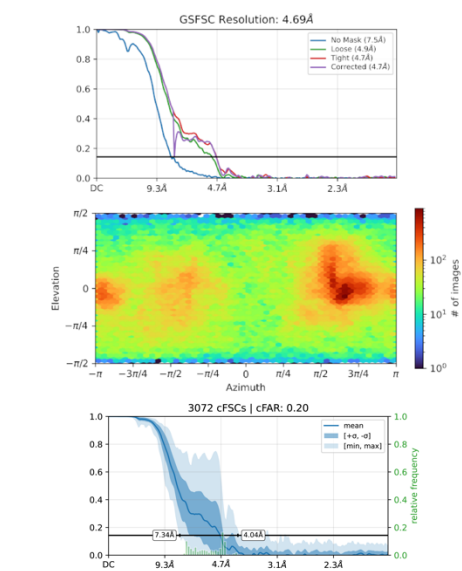 GSFSC Resolution: 4.69Å
1.0
0.8
0.6
0.4
0.2
0.0
No Mask (7.5Å)
Loose (4.9Å)
Tight (4.7Å)
Corrected (4.7Å)
DC 9.3Å 4.7Å 3.1Å 2.3Å
π/2
π/4
0
−π/4
−π/2
Elevation
−π −3π/4 −π/2 −π/4 0 π/4 π/2 3π/4 π
Azimuth
10²
10¹
10⁰
# of images
3072 cFSCs | cFAR: 0.20
1.0
0.8
0.6
0.4
0.2
0.0
mean
[+σ, -σ]
[min, max]
7.34Å
4.04Å
1.0
0.8
0.6
0.4
0.2
0.0
relative frequency
DC 9.3Å 4.7Å 3.1Å 2.3Å